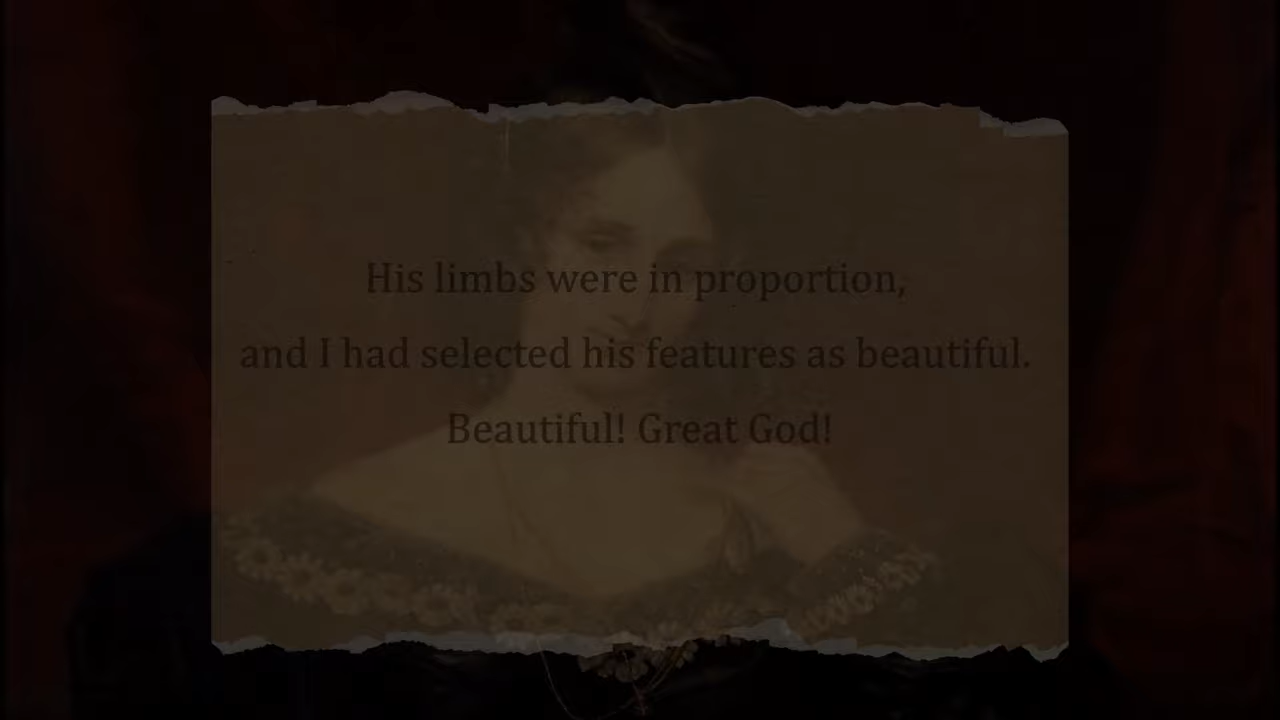 His limbs were in proportion,
and I had selected his features as beautiful.
Beautiful! Great God!